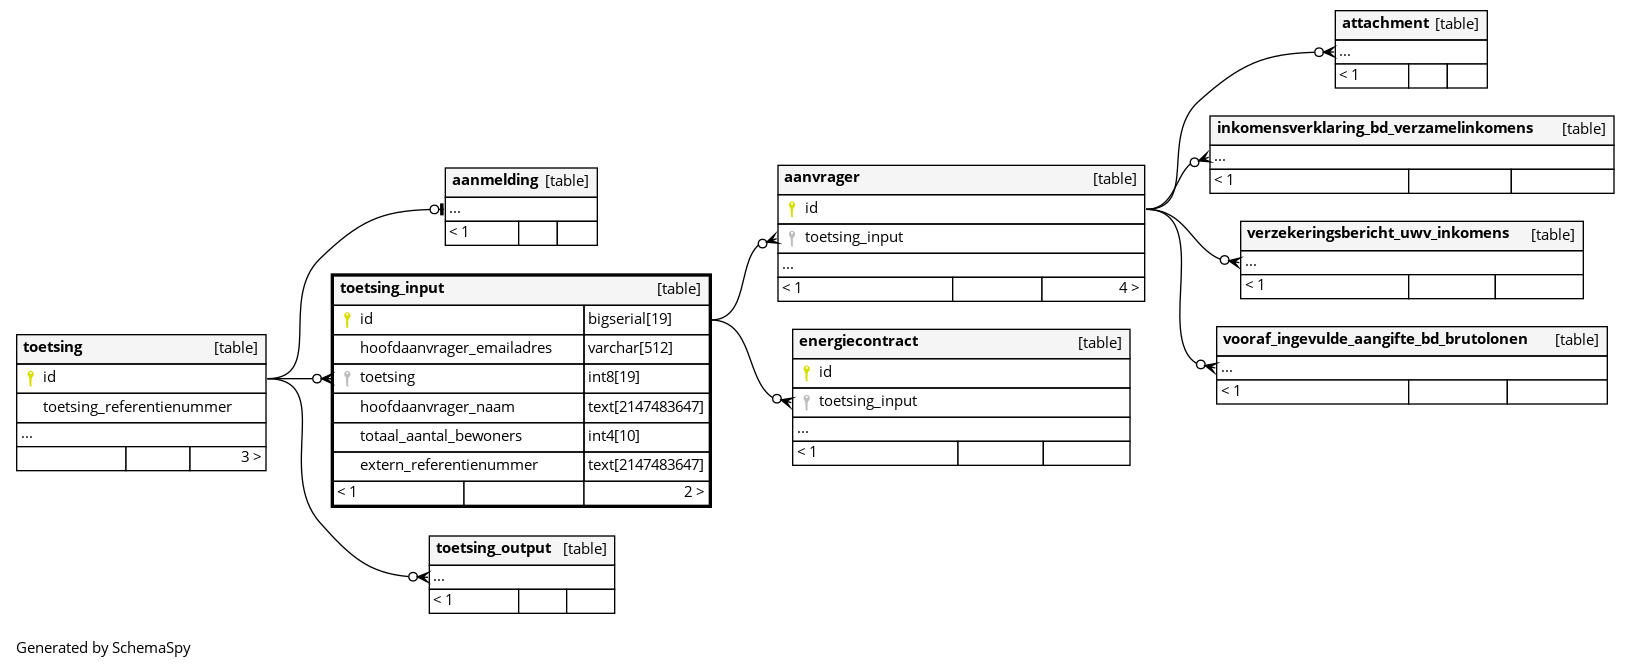 attachment [table]
...
< 1
inkomensverklaring_bd_verzamelinkomens [table]
...
< 1
aanmelding [table]
...
< 1
aanvrager [table]
id
toetsing_input
...
< 1 4 >
verzekeringsbericht_uwv_inkomens [table]
...
< 1
toetsing_input [table]
id bigserial[19]
hoofdaanvrager_emailadres varchar[512]
toetsing int8[19]
hoofdaanvrager_naam text[2147483647]
totaal_aantal_bewoners int4[10]
extern_referentienummer text[2147483647]
< 1 2 >
toetsing [table]
id
toetsing_referentienummer
...
3 >
energiecontract [table]
id
toetsing_input
...
< 1
vooraf_ingevulde_aangifte_bd_brutolonen [table]
...
< 1
toetsing_output [table]
...
< 1
Generated by SchemaSpy